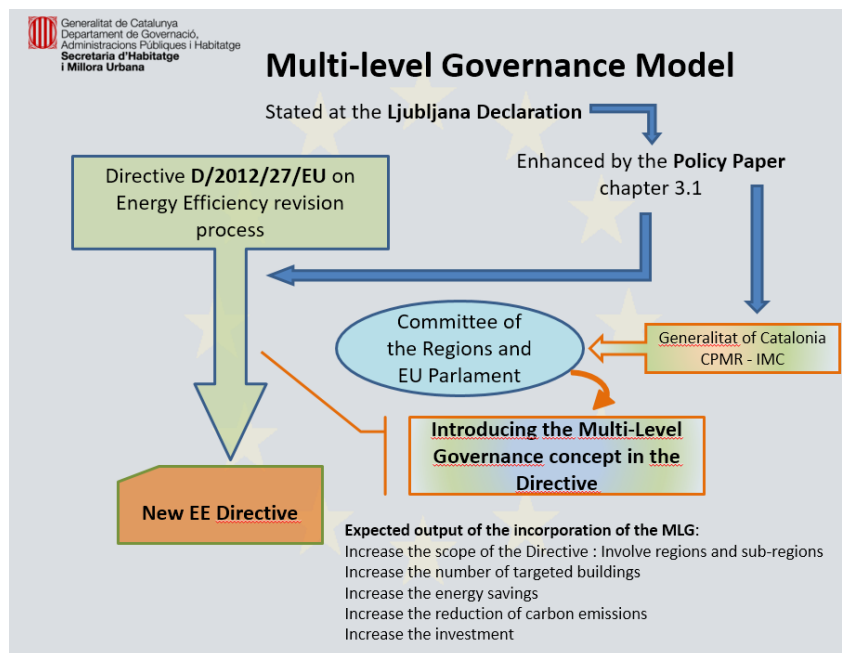 Generalitat de Catalunya
Departament de Governació,
Administracions Públiques i Habitatge
Secretaria d'Habitatge
i Millora Urbana
Multi-level Governance Model
Stated at the Ljubljana Declaration
Enhanced by the Policy Paper
chapter 3.1
Directive D/2012/27/EU on
Energy Efficiency revision
process
Committee of
the Regions and
EU Parlament
Generalitat of Catalonia
CPMR - IMC
Introducing the Multi-Level
Governance concept in the
Directive
New EE Directive
Expected output of the incorporation of the MLG:
Increase the scope of the Directive : Involve regions and sub-regions
Increase the number of targeted buildings
Increase the energy savings
Increase the reduction of carbon emissions
Increase the investment